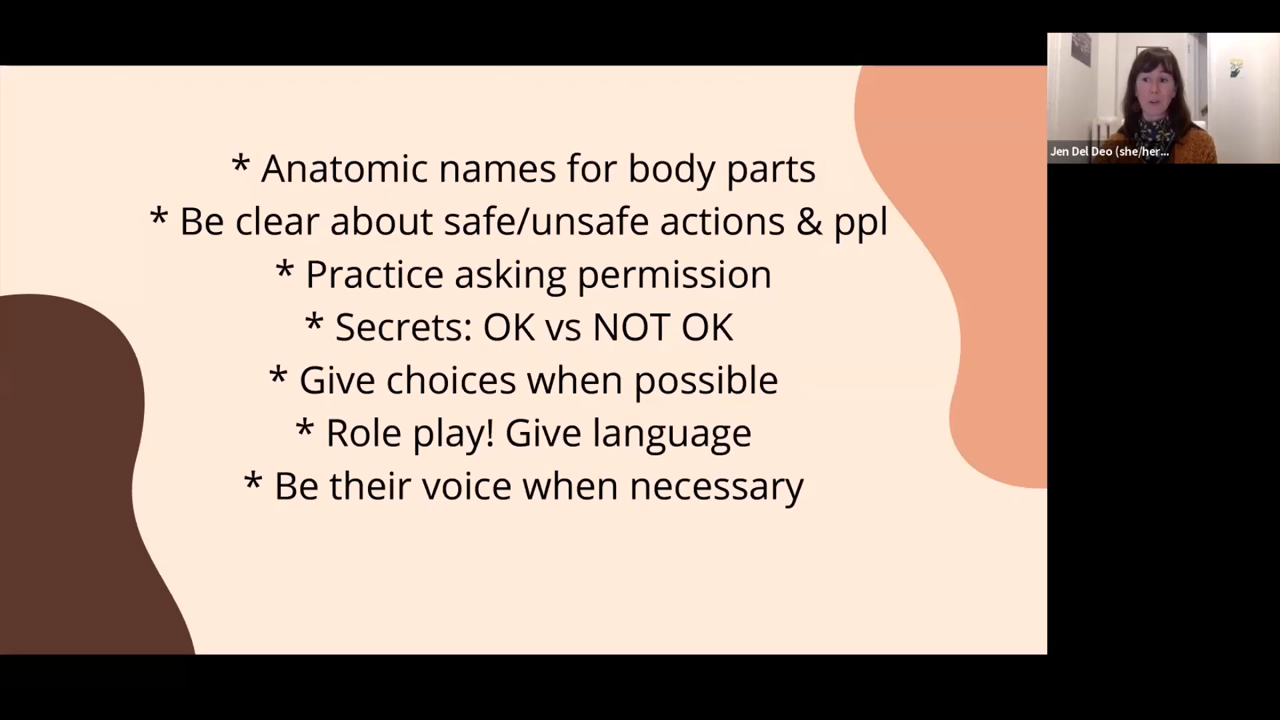 * Anatomic names for body parts
* Be clear about safe/unsafe actions & ppl
* Practice asking permission
* Secrets: OK vs NOT OK
* Give choices when possible
* Role play! Give language
* Be their voice when necessary
Jen Del Deo (she/her...